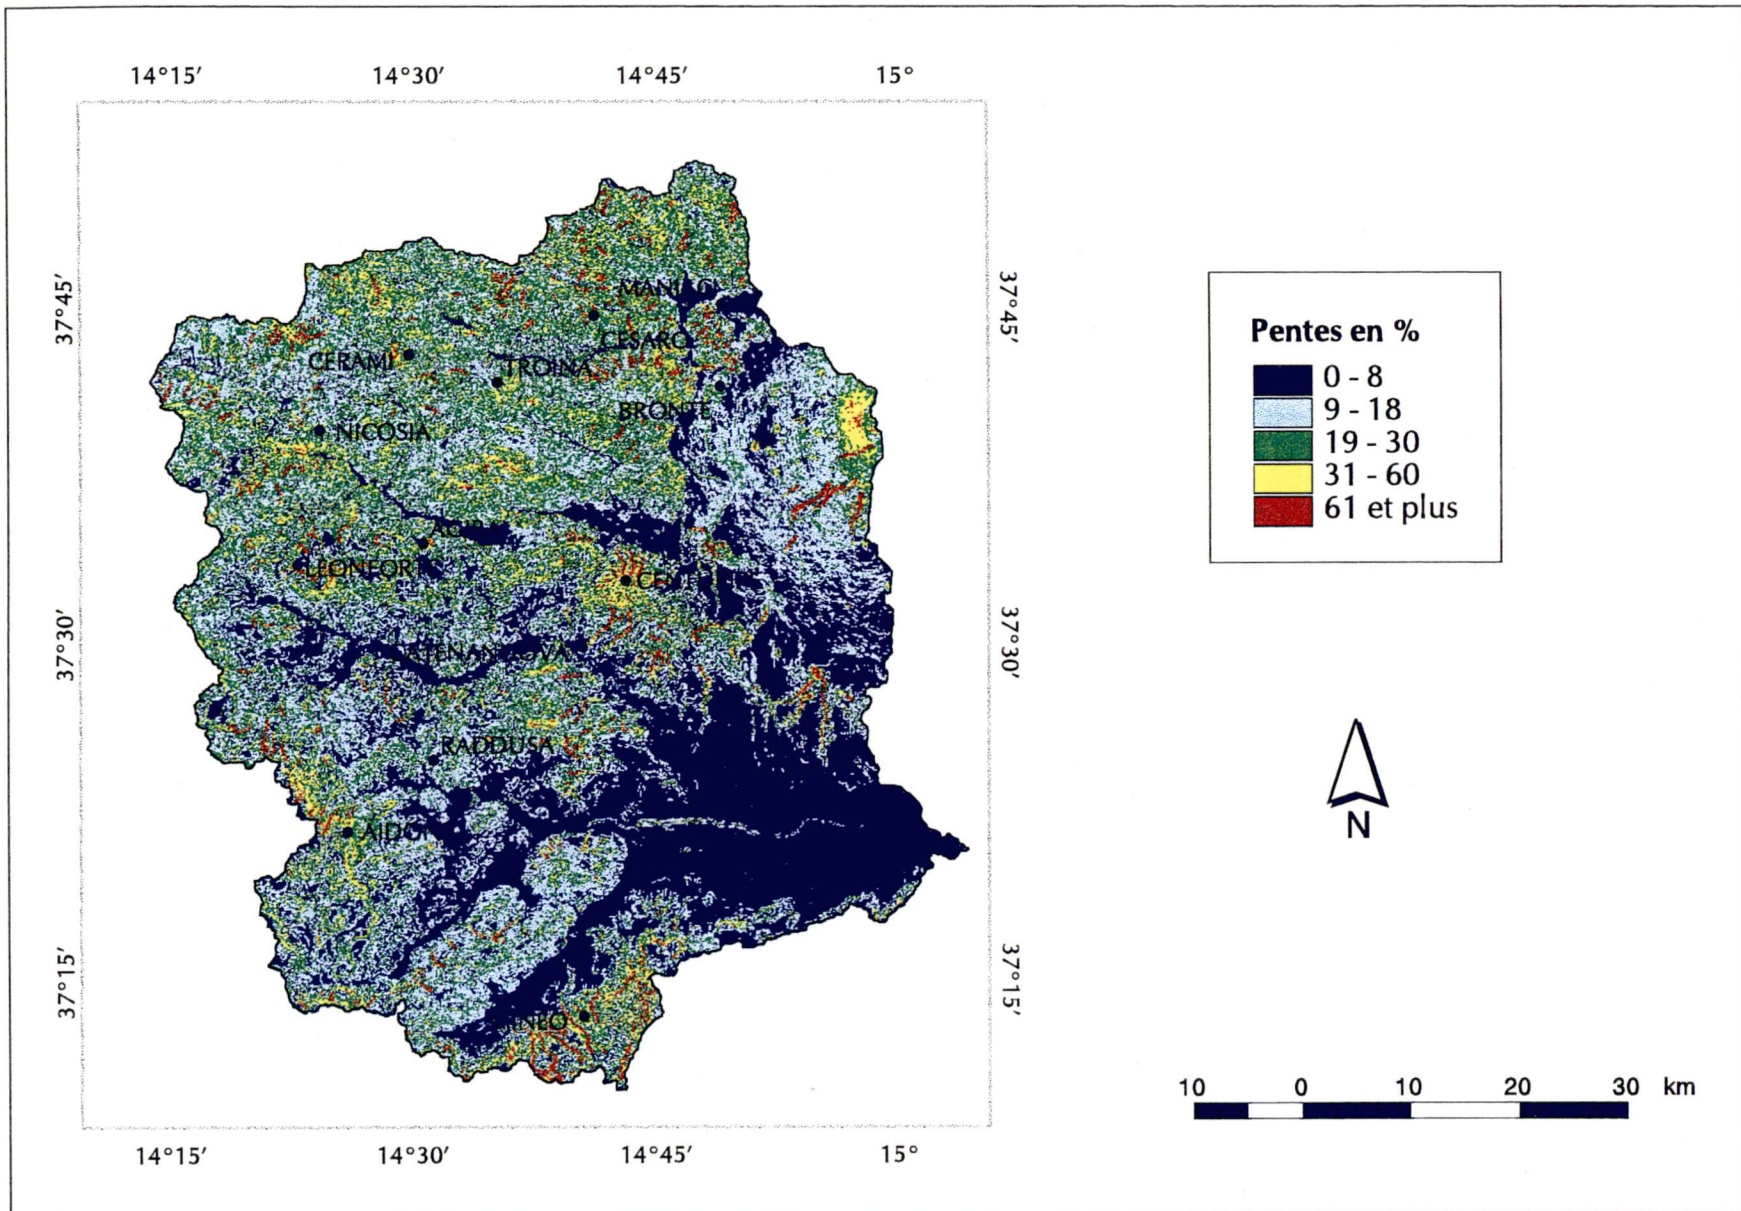 14°15' 14°30' 14°45' 15°
37°45'
37°45'
CESARO
CERAMI
TROINA
BRONTE
NICOSIA
Pentes en %
0 - 8
9 - 18
19 - 30
31 - 60
61 et plus
37°30'
37°30'
RADDUSA
N
37°15'
37°15'
10 0 10 20 30 km
14°15' 14°30' 14°45' 15°